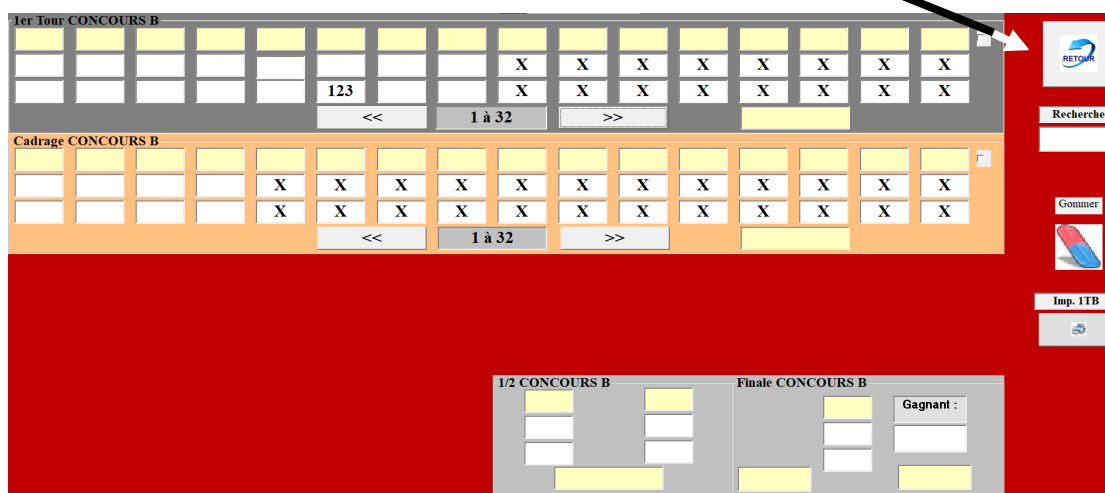 1er Tour CONCOURS B
X X X X X X X X
123 X X X X X X X X
<< 1 à 32 >>
Cadrage CONCOURS B
X X X X X X X X X X X X
X X X X X X X X X X X X
<< 1 à 32 >>
RETOUR
Recherche
Gommer
Imp. 1TB
1/2 CONCOURS B
Finale CONCOURS B
Gagnant :